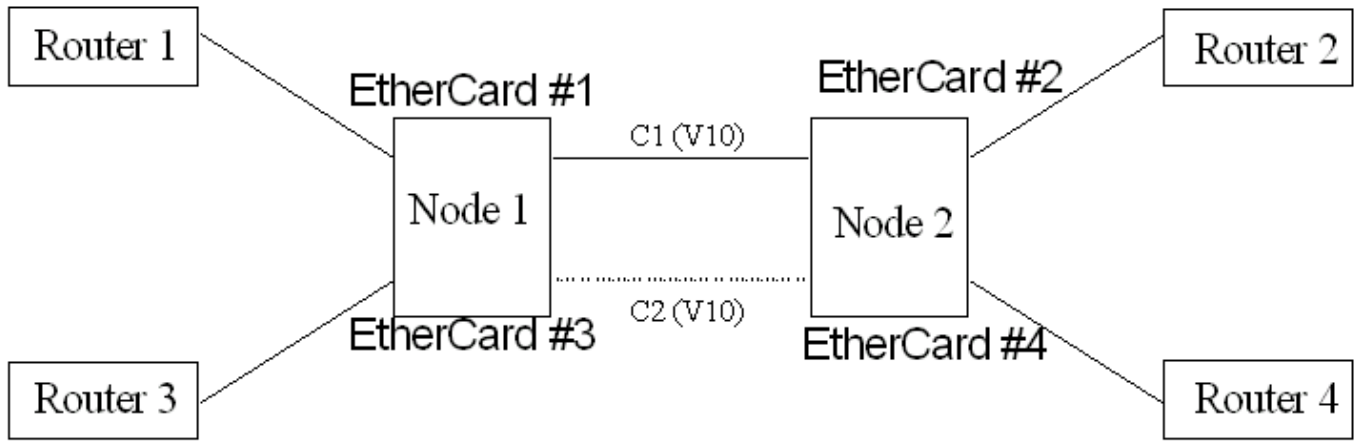 Router 1
Router 2
EtherCard #1
EtherCard #2
C1 (V10)
Node 1
Node 2
C2 (V10)
EtherCard #3
EtherCard #4
Router 3
Router 4